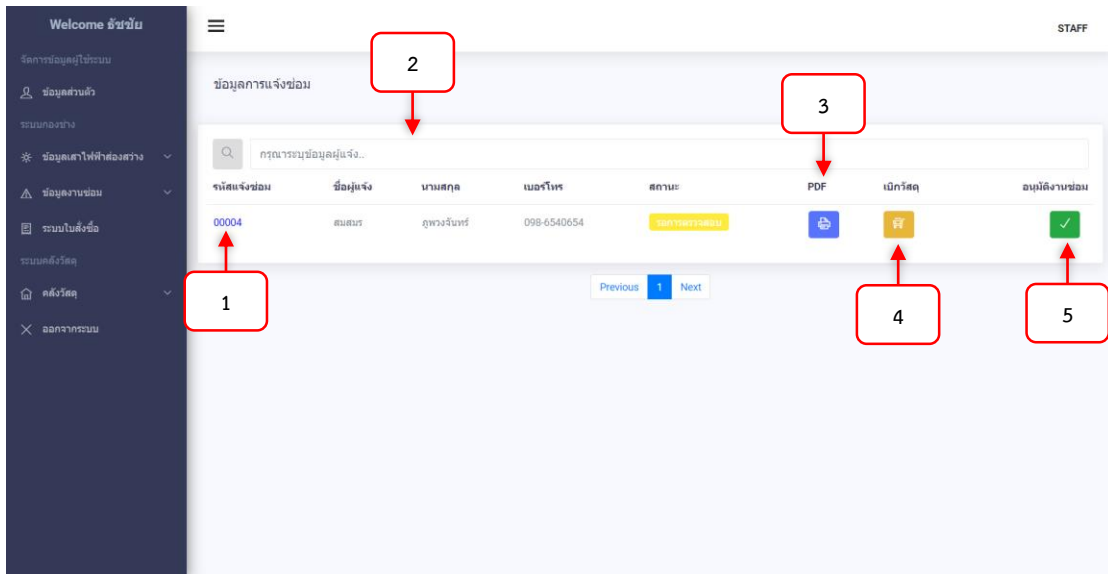 Welcome ธัชชัย
STAFF
จัดการข้อมูลผู้ใช้ระบบ
ข้อมูลส่วนตัว
ระบบกองช่าง
ข้อมูลเสาไฟฟ้าส่องสว่าง
ข้อมูลงานซ่อม
ระบบใบสั่งซื้อ
ระบบคลังวัสดุ
คลังวัสดุ
ออกจากระบบ
2
ข้อมูลการแจ้งซ่อม
3
กรุณาระบุข้อมูลผู้แจ้ง..
รหัสแจ้งซ่อม ชื่อผู้แจ้ง นามสกุล เบอร์โทร สถานะ PDF เบิกวัสดุ อนุมัติงานซ่อม
00004 สมสมร ภูพวงจันทร์ 098-6540654 รอการตรวจสอบ
Previous 1 Next
1
4
5